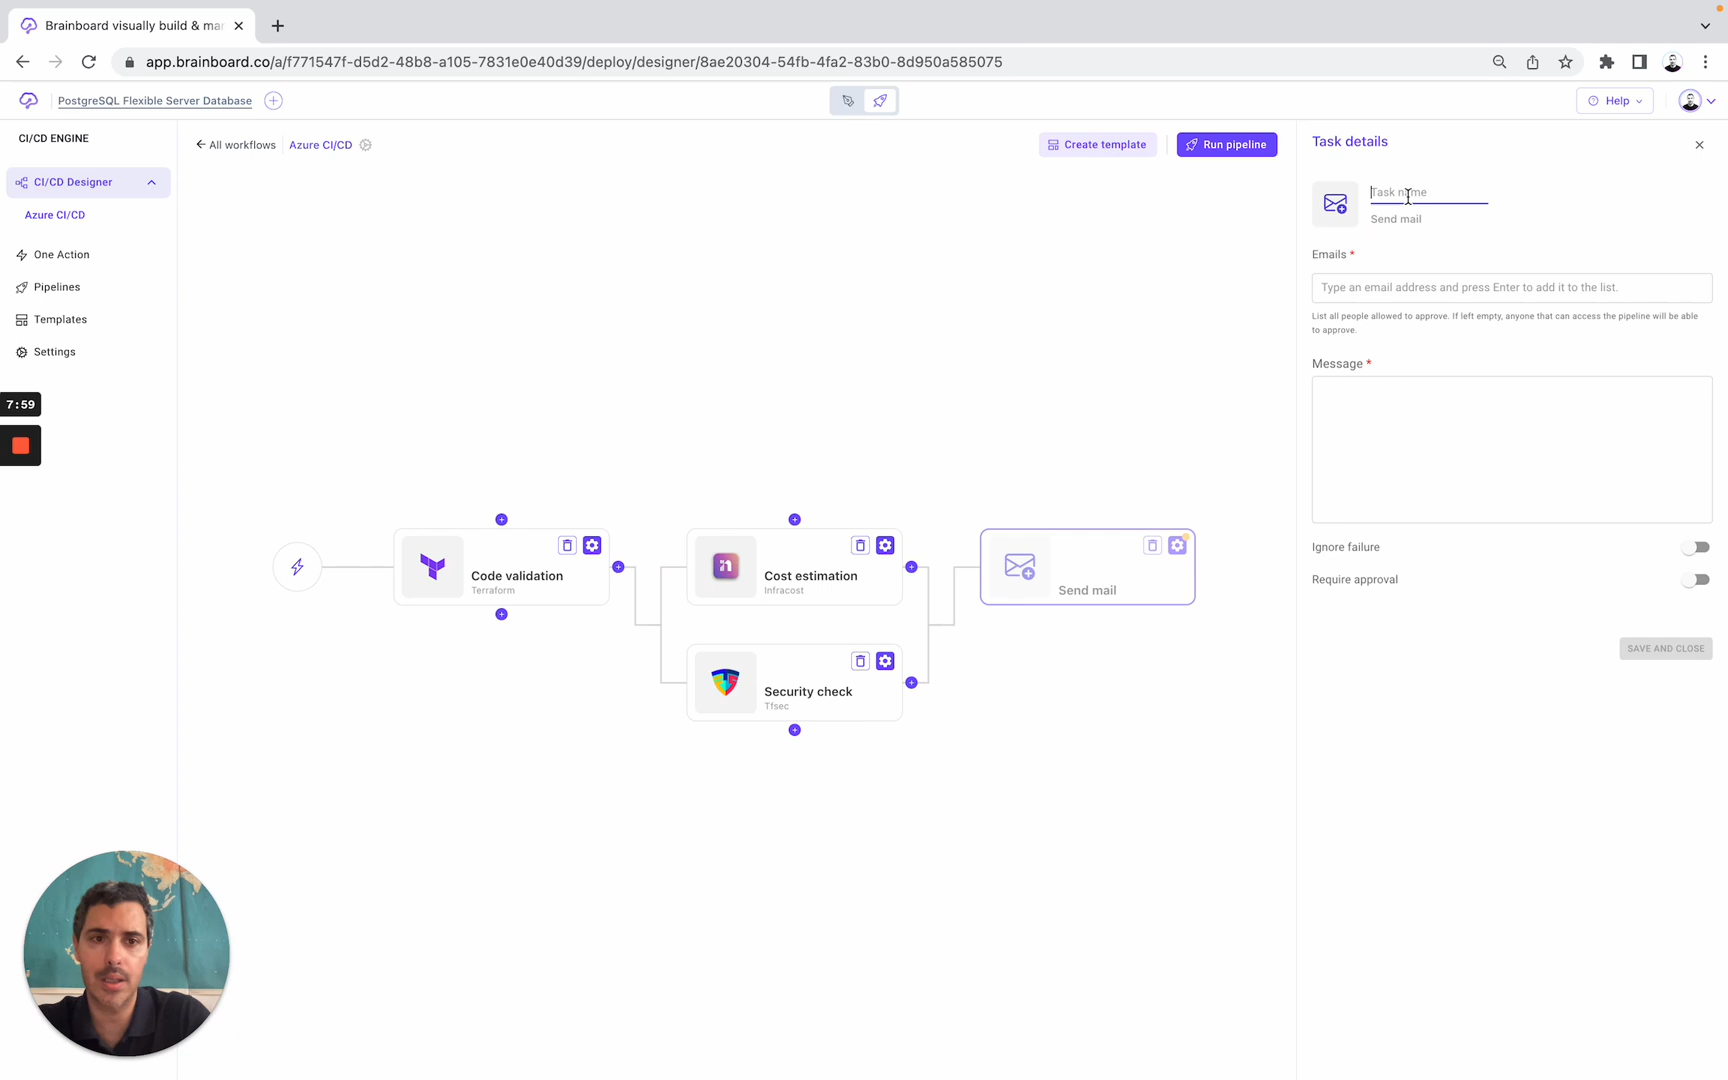 Brainboard visually build & ma
app.brainboard.co/a/f771547f-d5d2-48b8-a105-7831e0e40d39/deploy/designer/8ae20304-54fb-4fa2-83b0-8d950a585075
PostgreSQL Flexible Server Database
Help
CI/CD ENGINE
CI/CD Designer
Azure CI/CD
One Action
Pipelines
Templates
Settings
7:59
All workflows
Azure CI/CD
Create template
Run pipeline
Code validation
Terraform
Cost estimation
Infracost
Security check
Tfsec
Send mail
Task details
Task name
Send mail
Emails *
Type an email address and press Enter to add it to the list.
List all people allowed to approve. If left empty, anyone that can access the pipeline will be able
to approve.
Message *
Ignore failure
Require approval
SAVE AND CLOSE